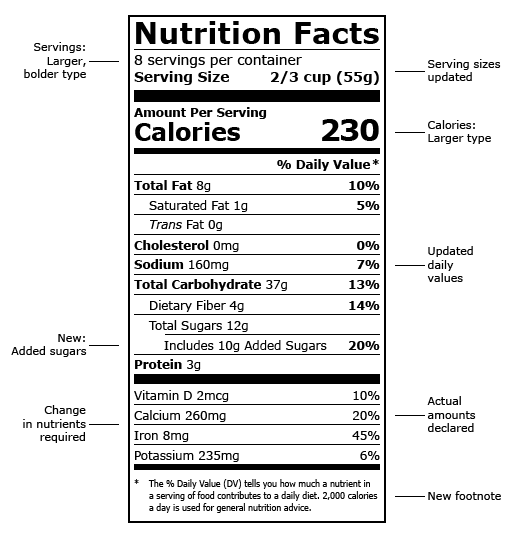 Nutrition Facts
8 servings per container
Serving Size 2/3 cup (55g)
Amount Per Serving
Calories 230
% Daily Value*
Total Fat 8g 10%
Saturated Fat 1g 5%
Trans Fat 0g
Cholesterol 0mg 0%
Sodium 160mg 7%
Total Carbohydrate 37g 13%
Dietary Fiber 4g 14%
Total Sugars 12g
Includes 10g Added Sugars 20%
Protein 3g
Vitamin D 2mcg 10%
Calcium 260mg 20%
Iron 8mg 45%
Potassium 235mg 6%
* The % Daily Value (DV) tells you how much a nutrient in
a serving of food contributes to a daily diet. 2,000 calories
a day is used for general nutrition advice.
Servings:
Larger,
bolder type
New:
Added sugars
Change
in nutrients
required
Serving sizes
updated
Calories:
Larger type
Updated
daily
values
Actual
amounts
declared
New footnote